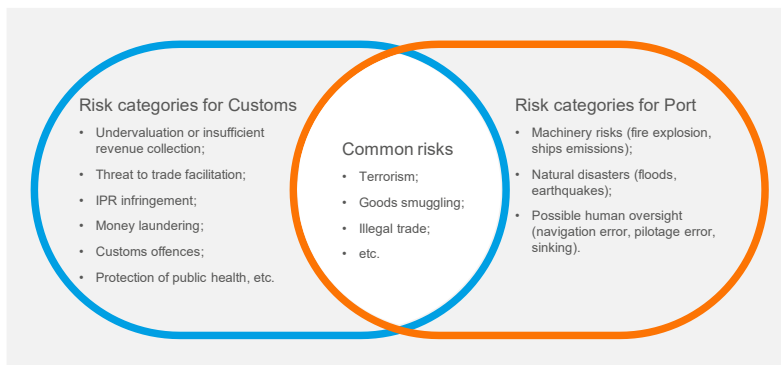 Risk categories for Customs
• Undervaluation or insufficient
revenue collection;
• Threat to trade facilitation;
• IPR infringement;
• Money laundering;
• Customs offences;
• Protection of public health, etc.
Common risks
• Terrorism;
• Goods smuggling;
• Illegal trade;
• etc.
Risk categories for Port
• Machinery risks (fire explosion,
ships emissions);
• Natural disasters (floods,
earthquakes);
• Possible human oversight
(navigation error, pilotage error,
sinking).